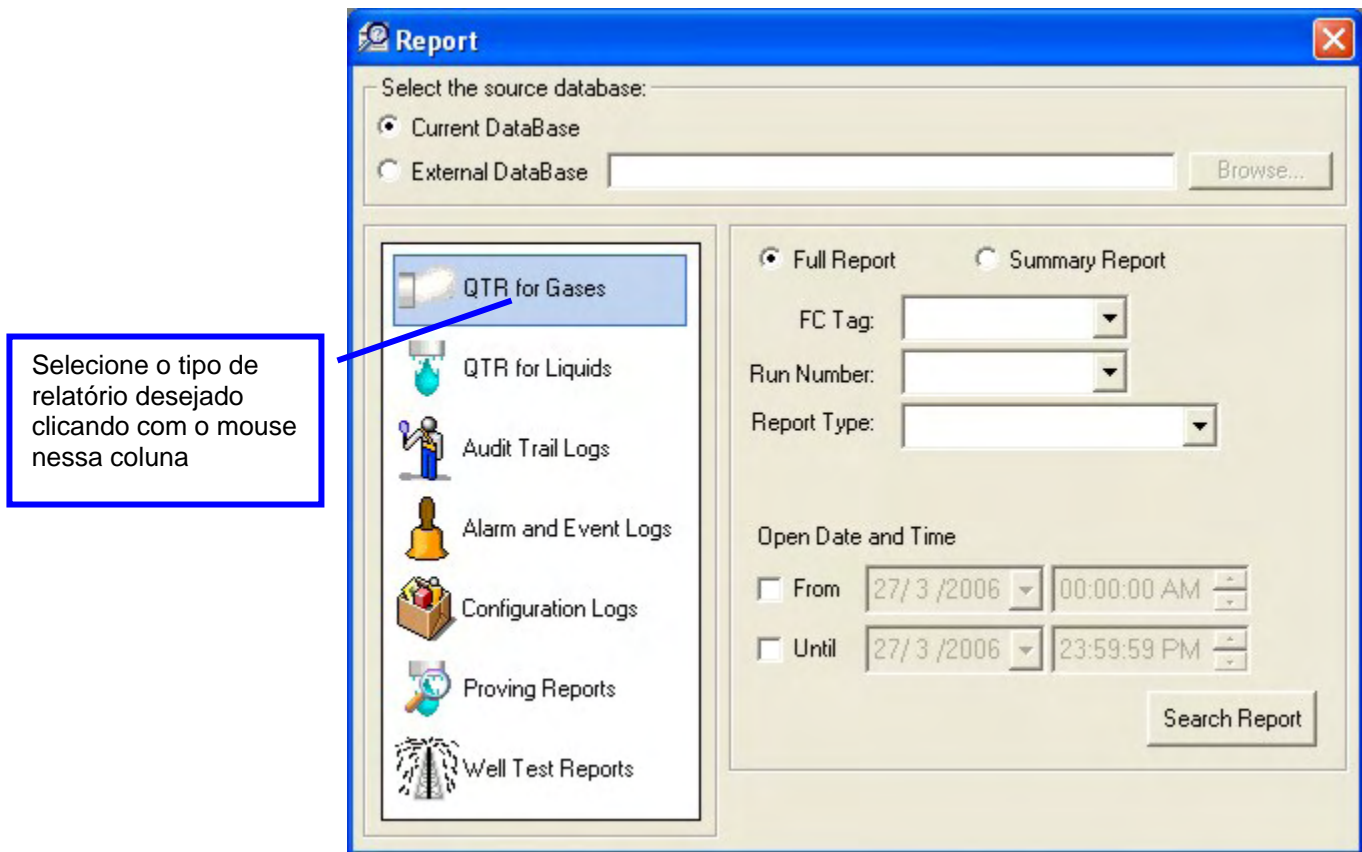 Report
Select the source database:
Current DataBase
External DataBase
Browse...
QTR for Gases
QTR for Liquids
Audit Trail Logs
Alarm and Event Logs
Configuration Logs
Proving Reports
Well Test Reports
Full Report
Summary Report
FC Tag:
Run Number:
Report Type:
Open Date and Time
From 27/ 3 /2006 00:00:00 AM
Until 27/ 3 /2006 23:59:59 PM
Search Report
Selecione o tipo de
relatório desejado
clicando com o mouse
nessa coluna